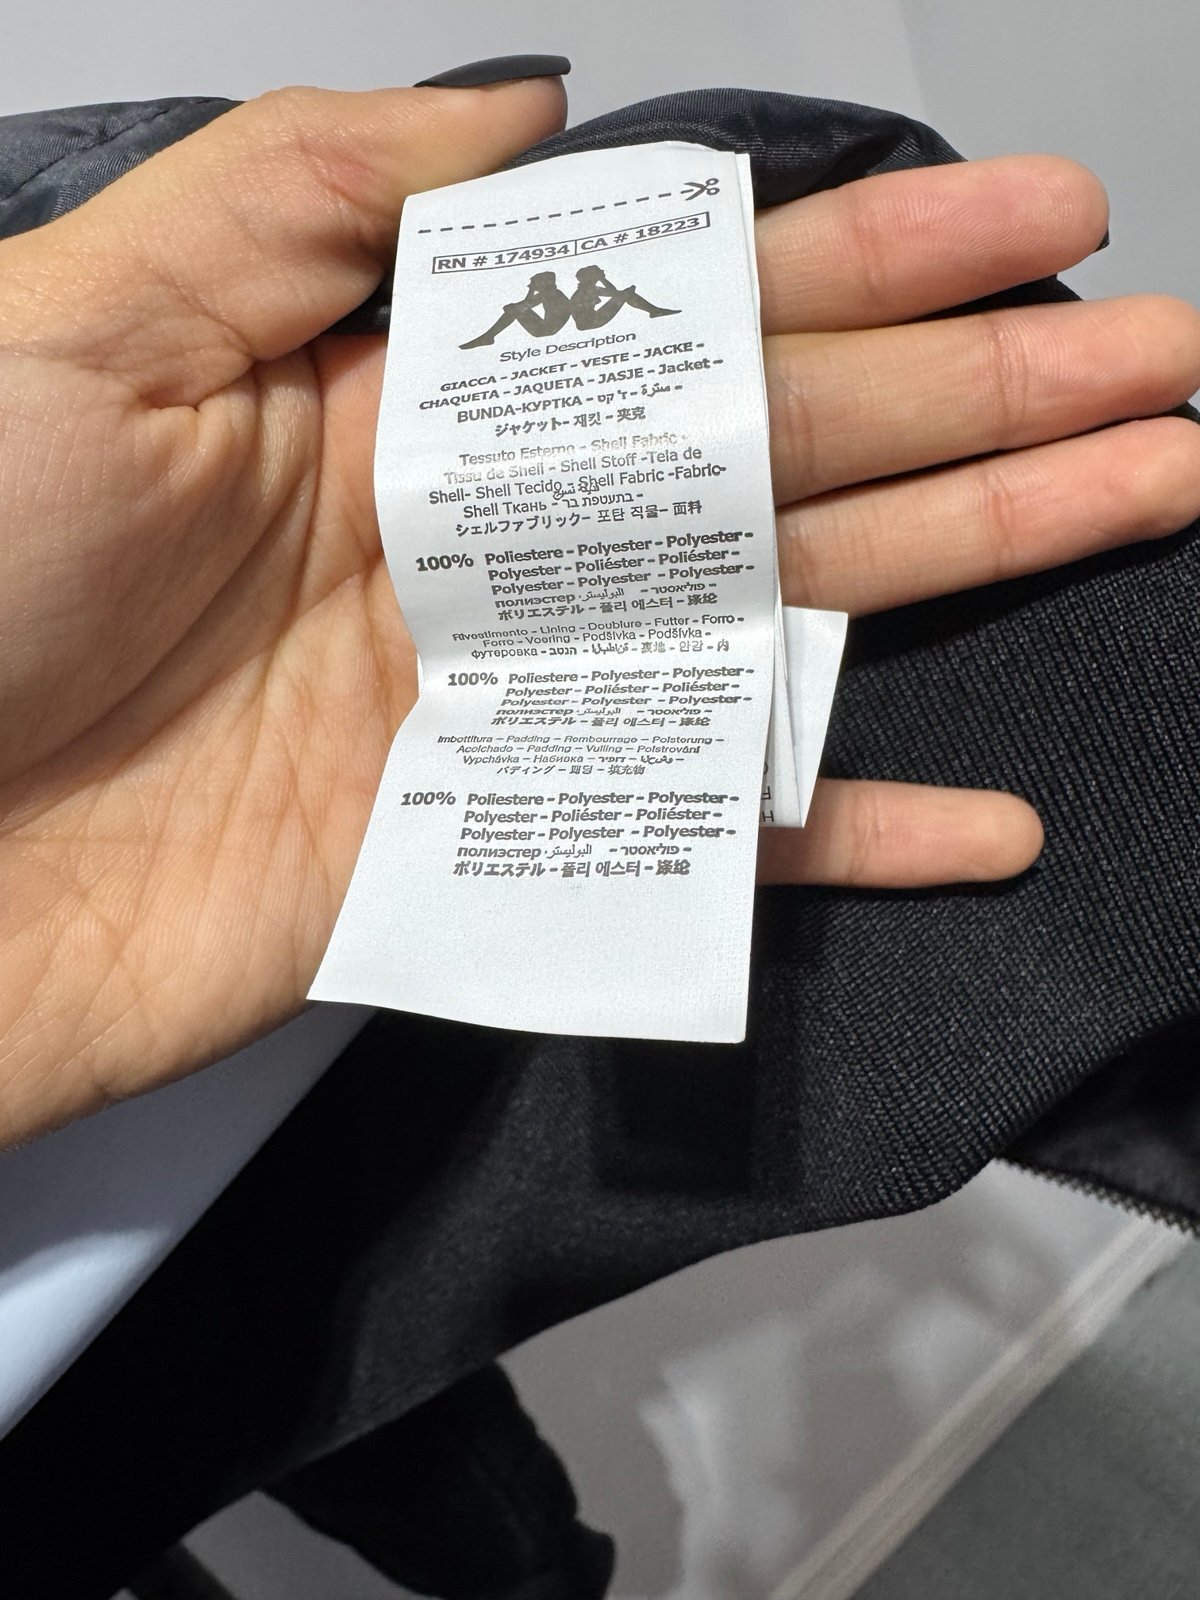 RN # 174934 CA # 18223
Style Description
GIACCA - JACKET - VESTE - JACKE -
CHAQUETA - JAQUETA - JASJE - Jacket -
BUNDA-КУРТКА - ז'קט - سترة -
ジャケット- 재킷 - 夹克
Tessuto Esterno - Shell Fabric -
Tissu de Shell - Shell Stoff -Tela de
Shell- Shell Tecido - Shell Fabric -Fabric-
Shell Ткань - בתעטפת בר -
シェルファブリック- 포탄 직물- 面料
100% Poliestere - Polyester - Polyester -
Polyester - Poliéster - Poliéster -
Polyester - Polyester - Polyester -
полиэстер البوليستر - פוליאסטר -
ポリエステル - 폴리 에스터 - 涤纶
Rivestimento - Lining - Doublure - Futter - Forro -
Forro - Voering - Podšívka - Podšívka -
футеровка - הנטב - - 裏地 - 안감 - 内
100% Poliestere - Polyester - Polyester -
Polyester - Poliéster - Poliéster -
Polyester - Polyester - Polyester -
полиэстер البوليستر - פוליאסטר -
ポリエステル - 폴리 에스터 - 涤纶
Imbottitura - Padding - Rembourrage - Polsterung -
Acolchado - Padding - Vulling - Polstrování
Vypchávka - Набивка - ריפוד - الحشو -
パディング - 패딩 - 填充物
100% Poliestere - Polyester - Polyester -
Polyester - Poliéster - Poliéster -
Polyester - Polyester - Polyester -
полиэстер البوليستر - פוליאסטר -
ポリエステル - 폴리 에스터 - 涤纶